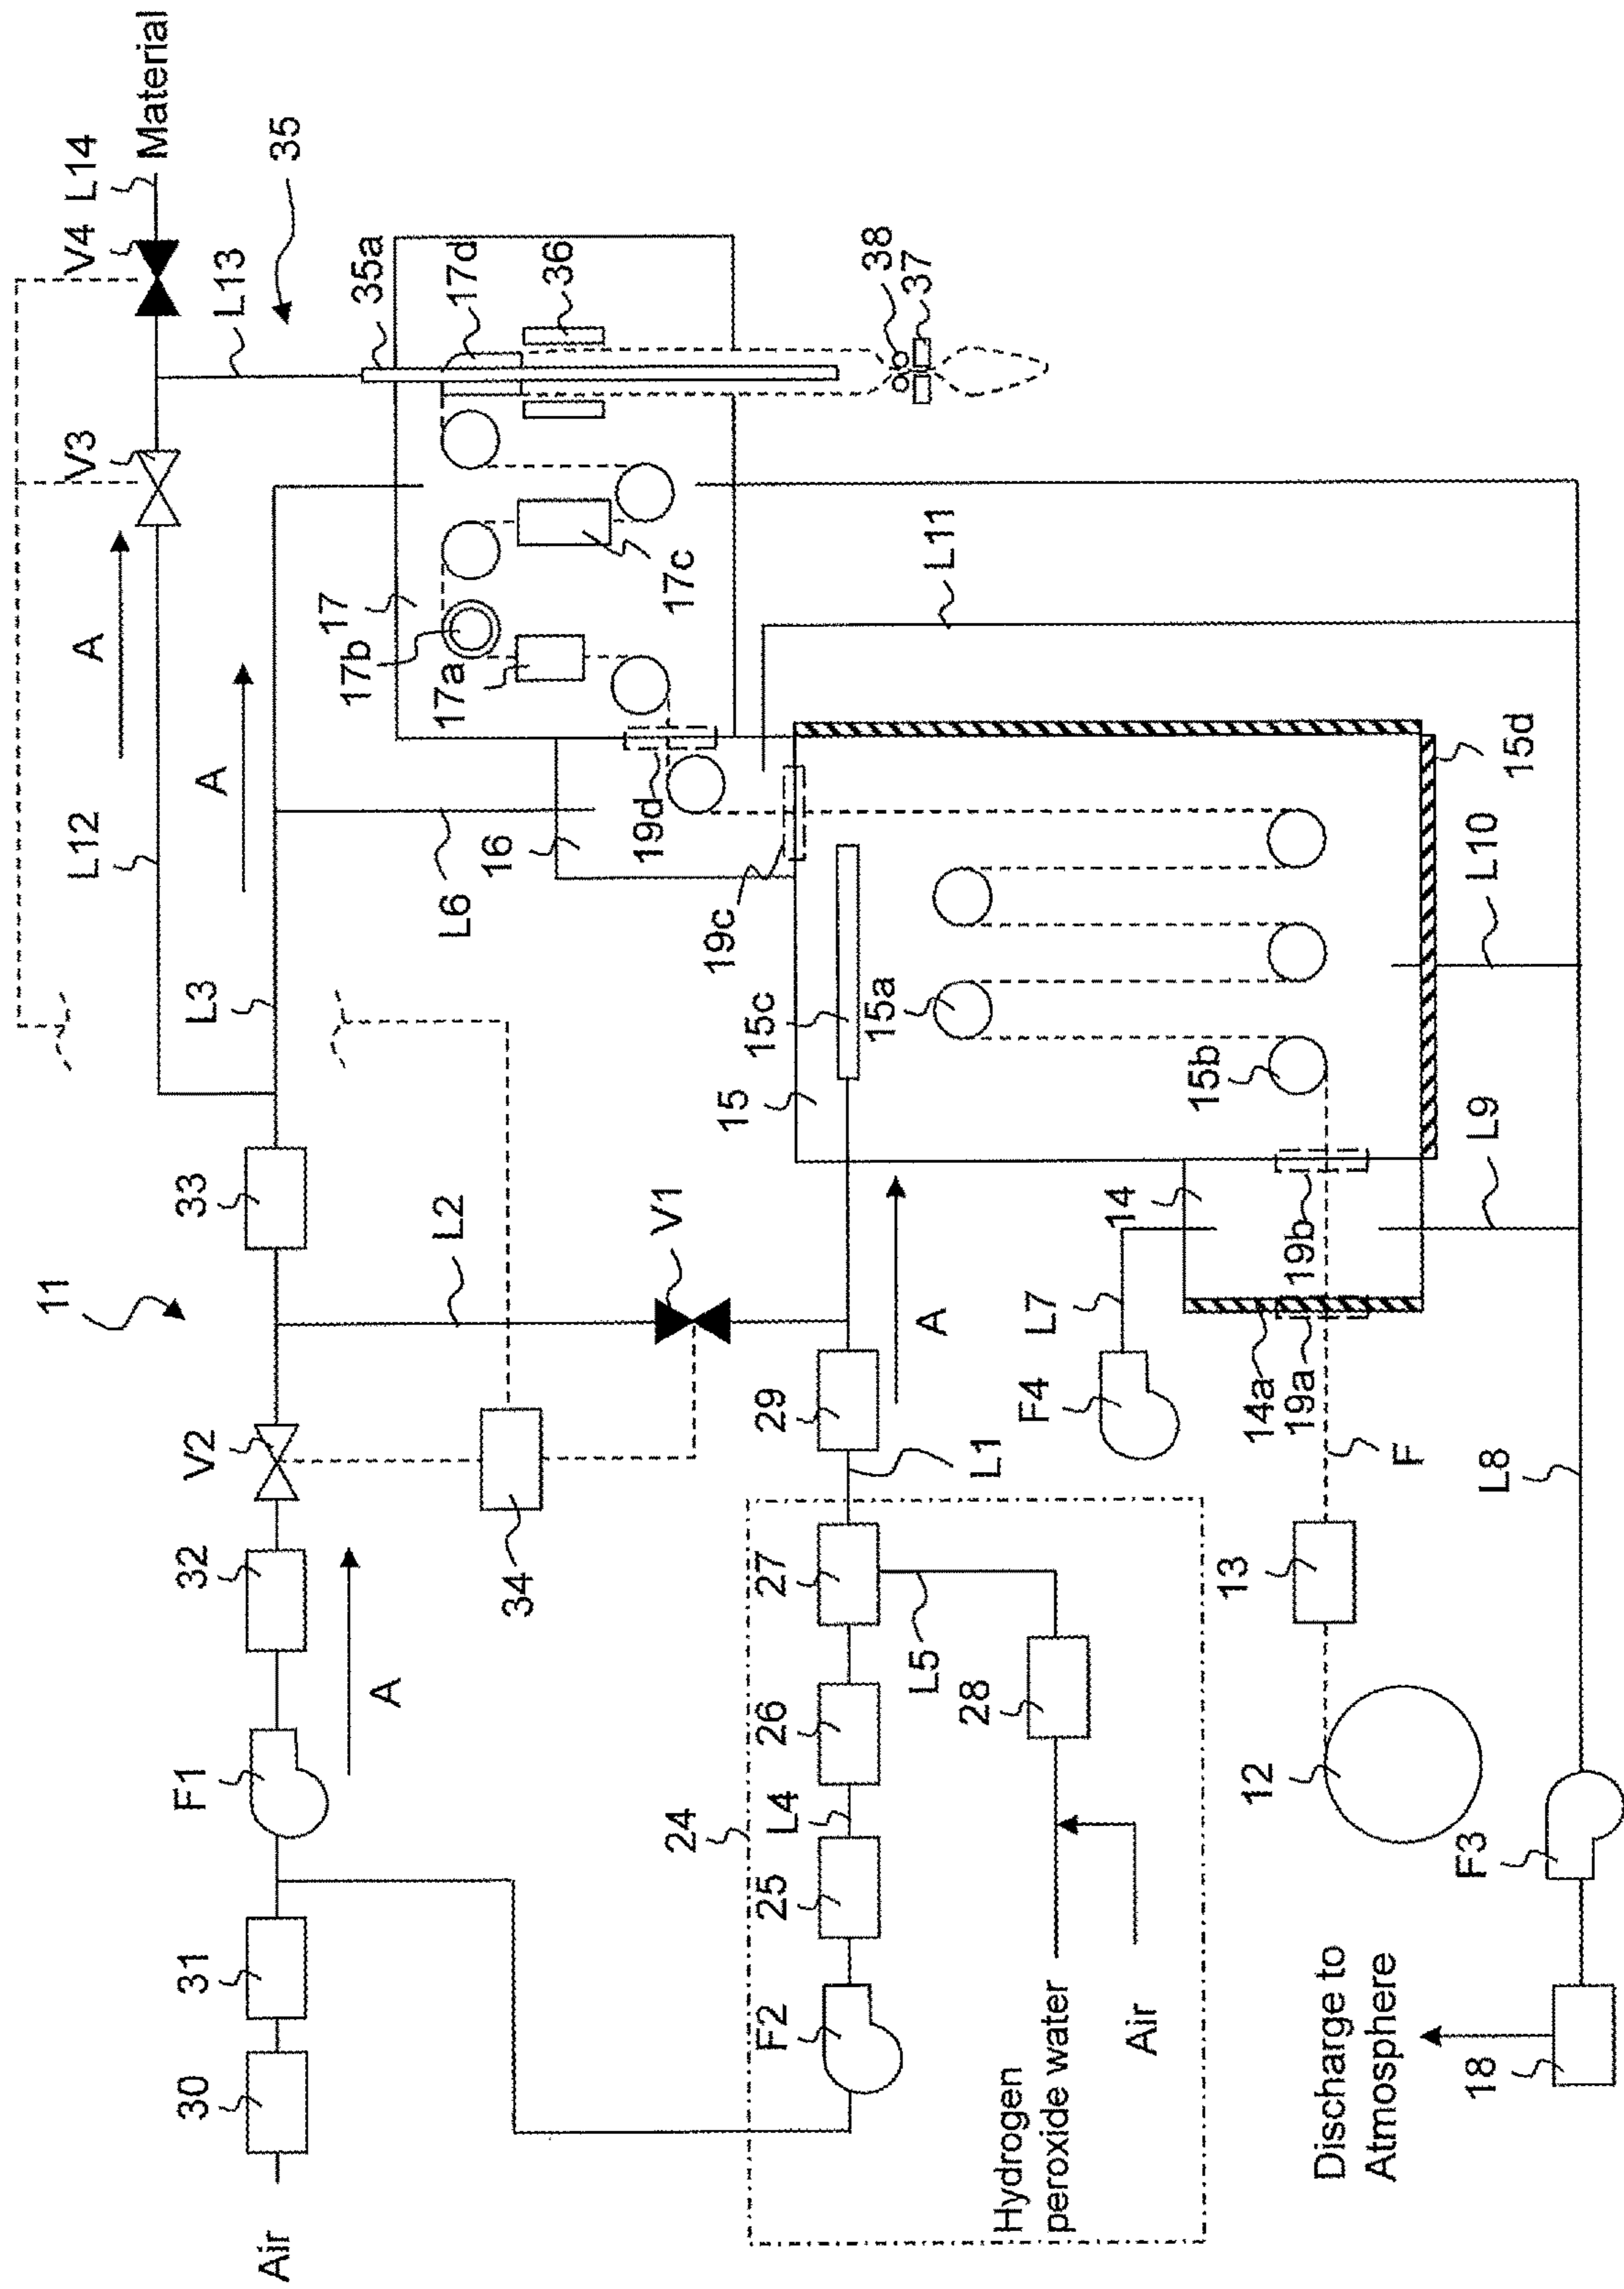 11
L12
V3
V4
L14
Material
A
30
31
F1
32
V2
33
L3
A
L13
Air
A
35
17b
17
35a
L6
17a
17d
16
34
L2
36
19d
V1
17c
24
F2
25
L4
26
27
29
15
15c
19c
38
15a
37
L5
A
L11
28
L1
Hydrogen
peroxide water
F4
L7
14
Air
15b
12
13
14a
19a
19b
Discharge to
Atmosphere
F
18
F3
L8
L9
L10
15d